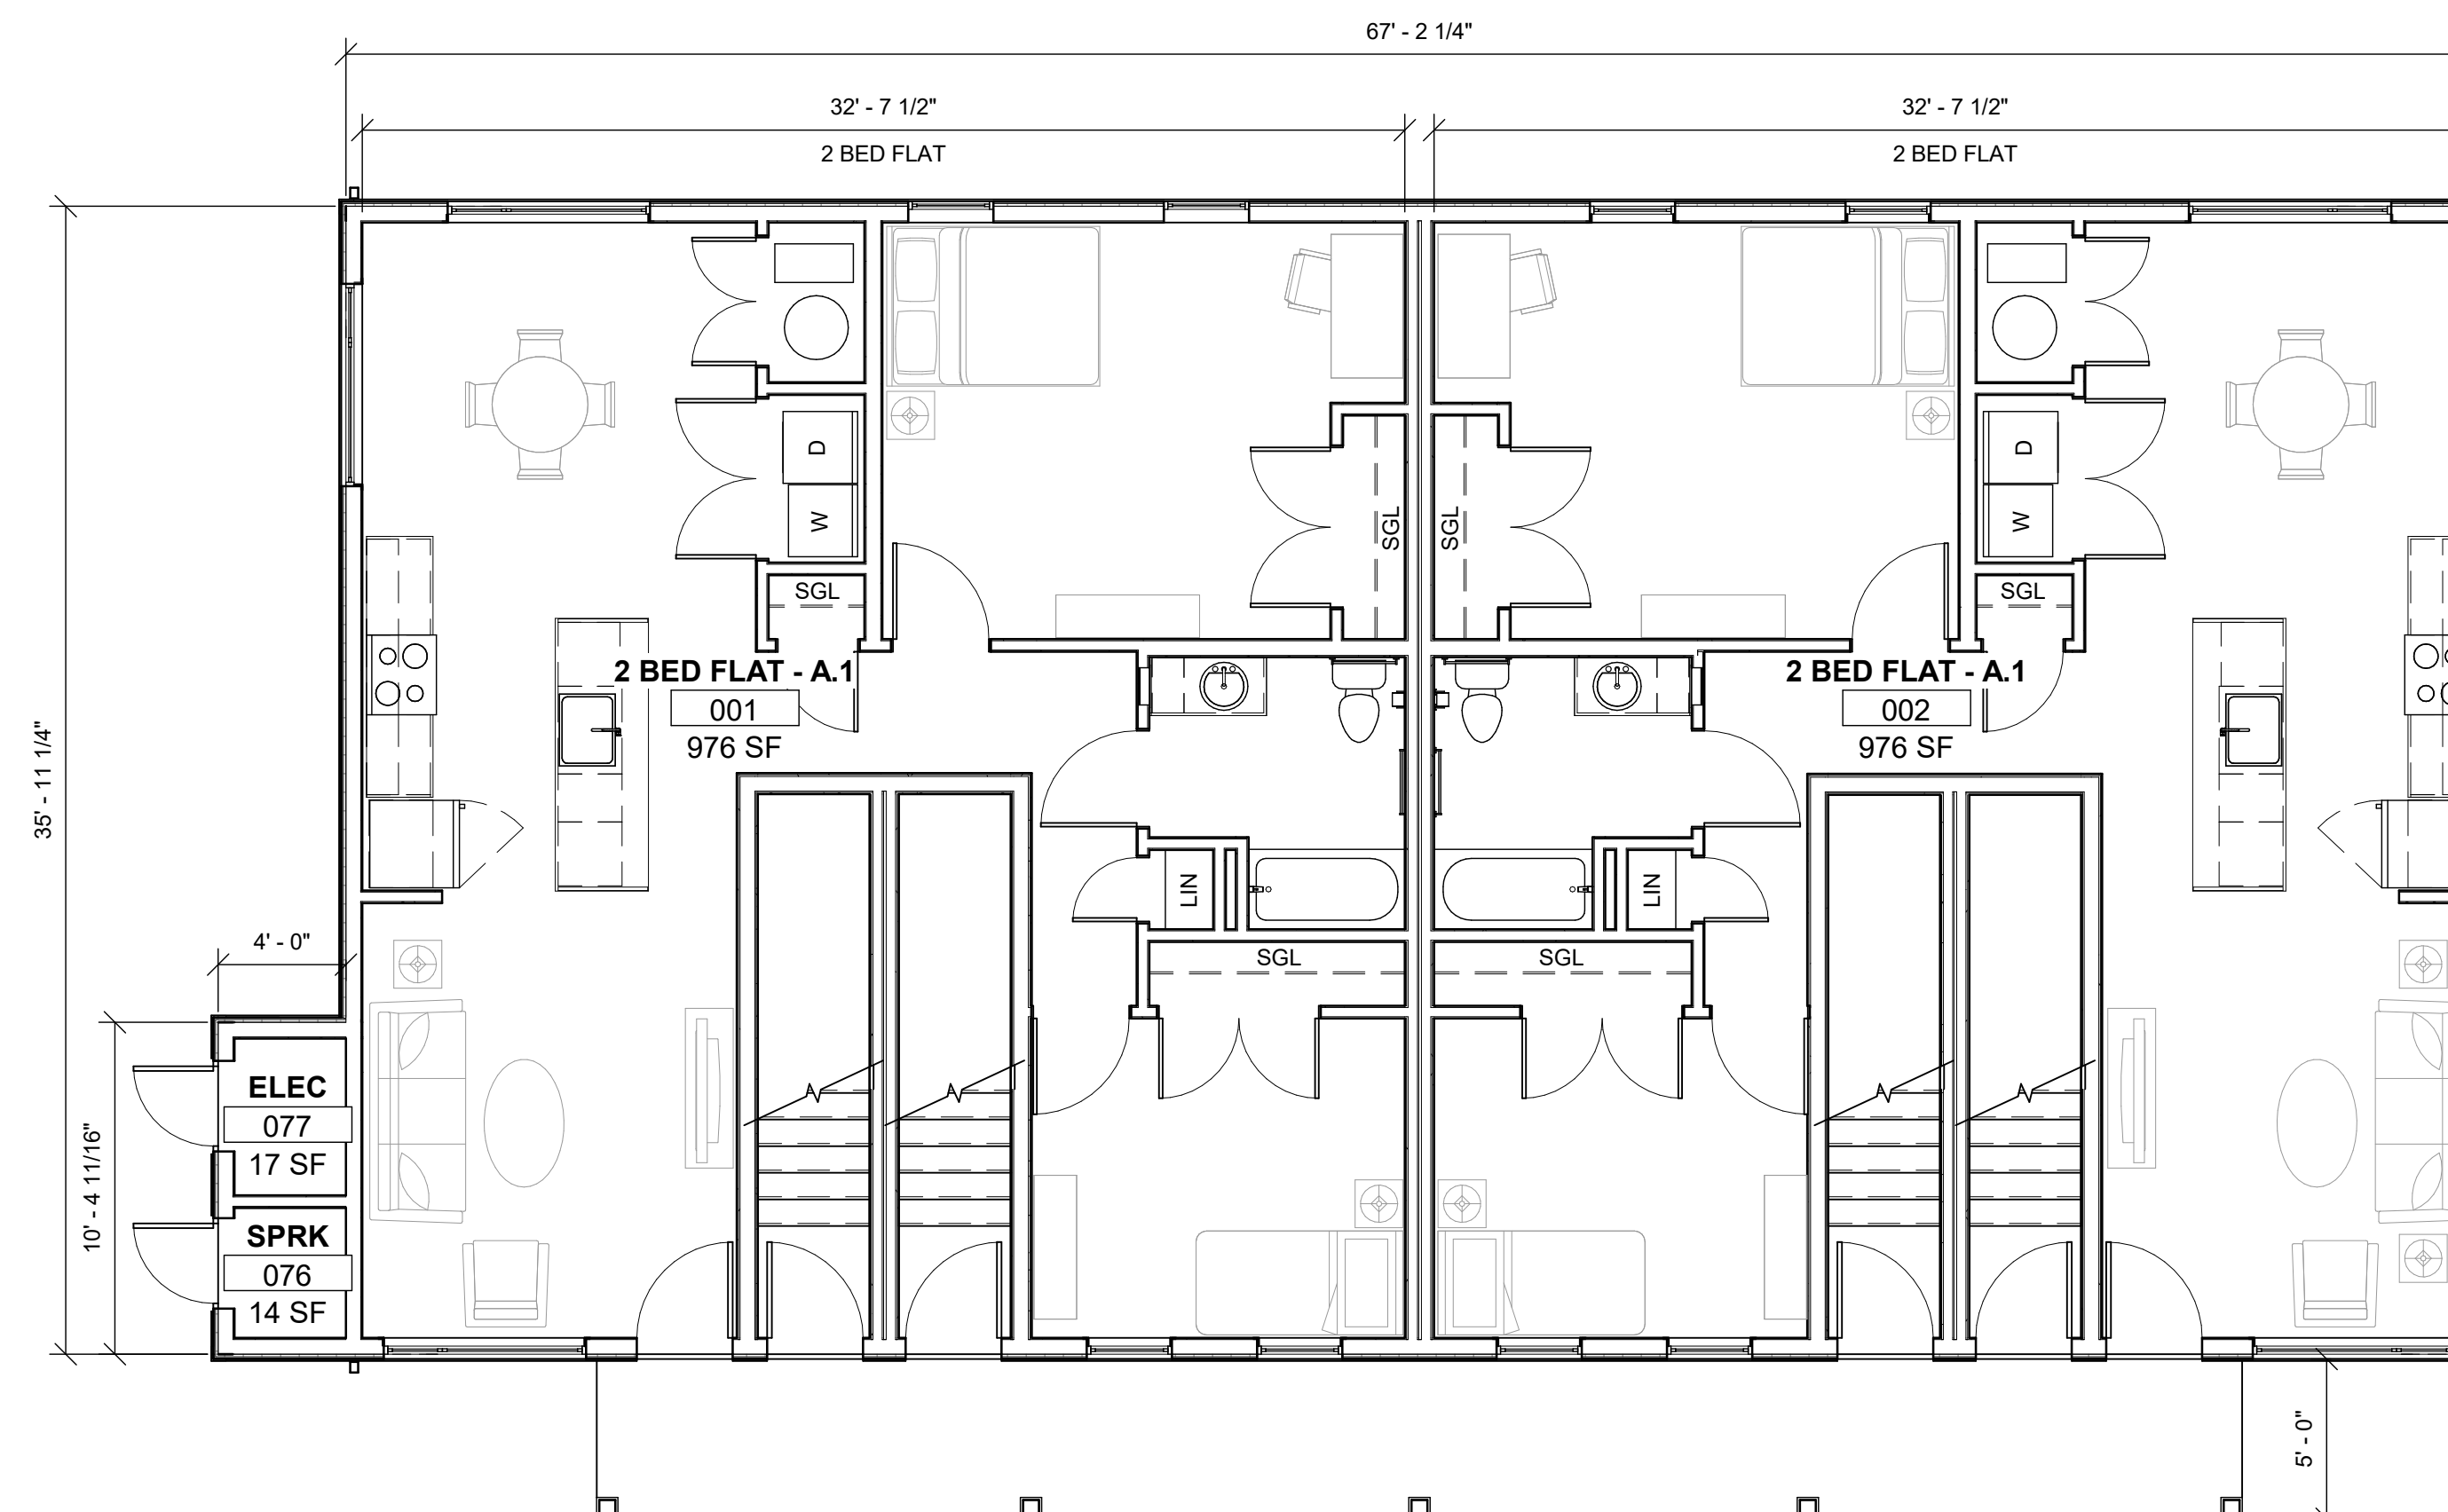 67' - 2 1/4"
32' - 7 1/2"
32' - 7 1/2"
2 BED FLAT
2 BED FLAT
D
D
SGL
SGL
W
W
SGL
SGL
2 BED FLAT - A.1
2 BED FLAT - A.1
001
002
976 SF
976 SF
35' - 11 1/4"
LIN
LIN
4' - 0"
SGL
SGL
ELEC
077
17 SF
10' - 4 11/16"
SPRK
076
14 SF
5' - 0"